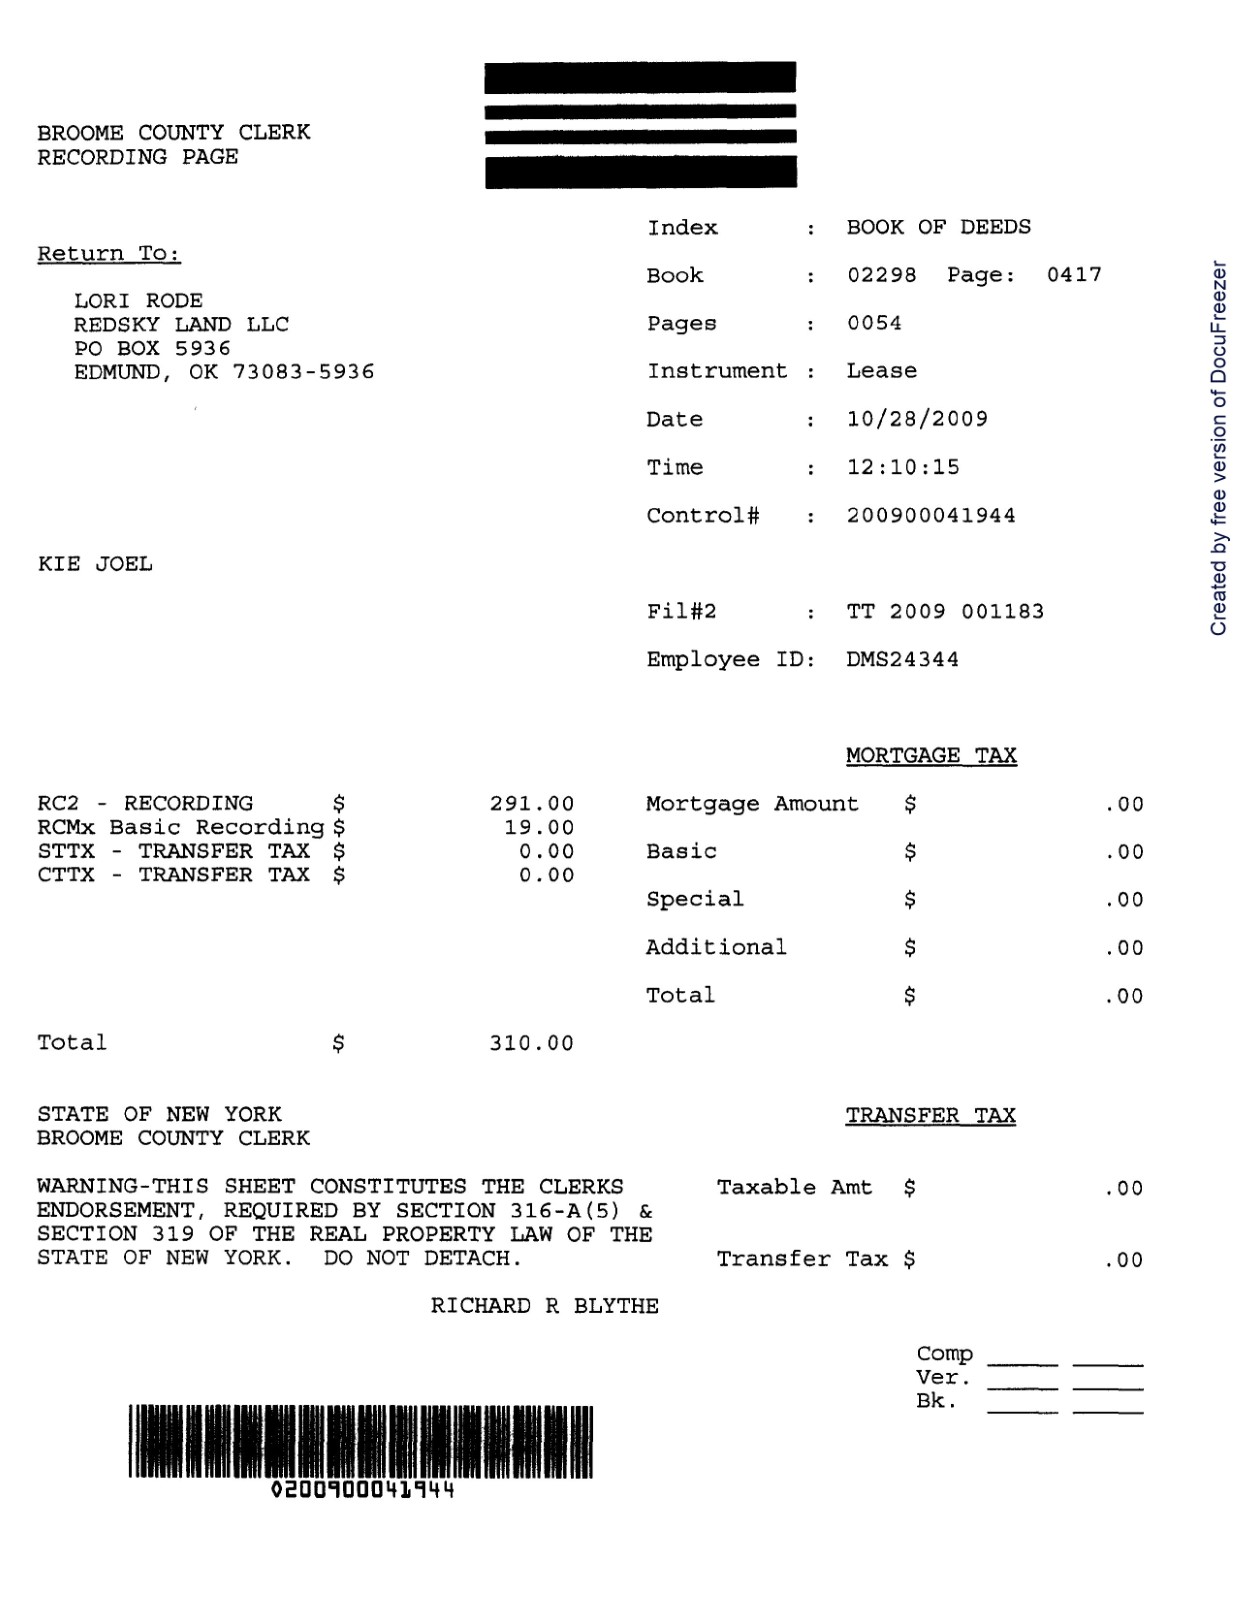 BROOME COUNTY CLERK
RECORDING PAGE
Return To:
LORI RODE
REDSKY LAND LLC
PO BOX 5936
EDMUND, OK 73083-5936
Index : BOOK OF DEEDS
Book : 02298 Page: 0417
Pages : 0054
Instrument : Lease
Date : 10/28/2009
Time : 12:10:15
Control# : 200900041944
KIE JOEL
Fil#2 : TT 2009 001183
Employee ID: DMS24344
MORTGAGE TAX
RC2 - RECORDING $ 291.00
RCMx Basic Recording $ 19.00
STTX - TRANSFER TAX $ 0.00
CTTX - TRANSFER TAX $ 0.00
Mortgage Amount $ .00
Basic $ .00
Special $ .00
Additional $ .00
Total $ .00
Total $ 310.00
STATE OF NEW YORK
BROOME COUNTY CLERK
WARNING-THIS SHEET CONSTITUTES THE CLERKS
ENDORSEMENT, REQUIRED BY SECTION 316-A(5) &
SECTION 319 OF THE REAL PROPERTY LAW OF THE
STATE OF NEW YORK. DO NOT DETACH.
TRANSFER TAX
Taxable Amt $ .00
Transfer Tax $ .00
RICHARD R BLYTHE
Comp
Ver.
Bk.
0200900041944
Created by free version of DocuFreezer